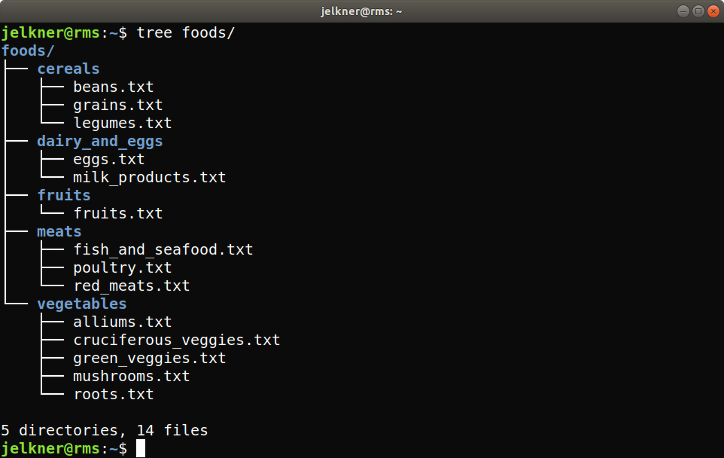 jelkner@rms: ~
jelkner@rms:~$ tree foods/
foods/
├── cereals
│   ├── beans.txt
│   ├── grains.txt
│   └── legumes.txt
├── dairy_and_eggs
│   ├── eggs.txt
│   └── milk_products.txt
├── fruits
│   └── fruits.txt
├── meats
│   ├── fish_and_seafood.txt
│   ├── poultry.txt
│   └── red_meats.txt
└── vegetables
    ├── alliums.txt
    ├── cruciferous_veggies.txt
    ├── green_veggies.txt
    ├── mushrooms.txt
    └── roots.txt
5 directories, 14 files
jelkner@rms:~$